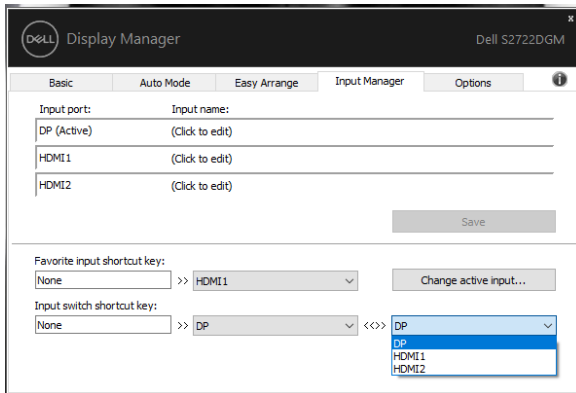 x
DELL Display Manager Dell S2722DGM
Basic Auto Mode Easy Arrange Input Manager Options i
Input port: Input name:
DP (Active) (Click to edit)
HDMI1 (Click to edit)
HDMI2 (Click to edit)
Save
Favorite input shortcut key:
None >> HDMI1 Change active input...
Input switch shortcut key:
None >> DP <<>> DP
DP
HDMI1
HDMI2